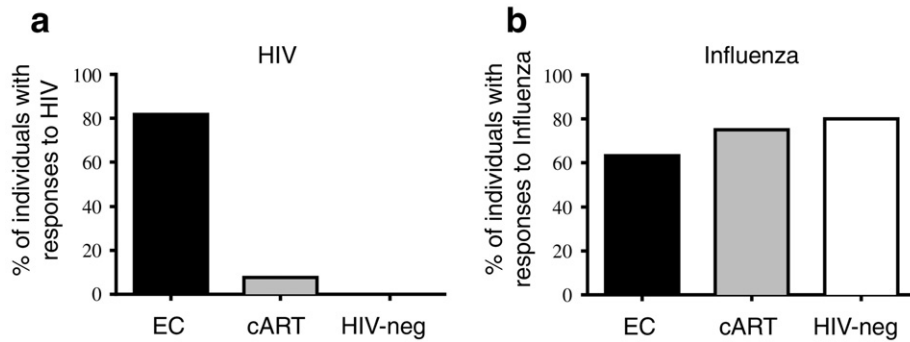 a
HIV
% of individuals with
responses to HIV
100
80
60
40
20
0
EC cART HIV-neg
b
Influenza
% of individuals with
responses to Influenza
100
80
60
40
20
0
EC cART HIV-neg